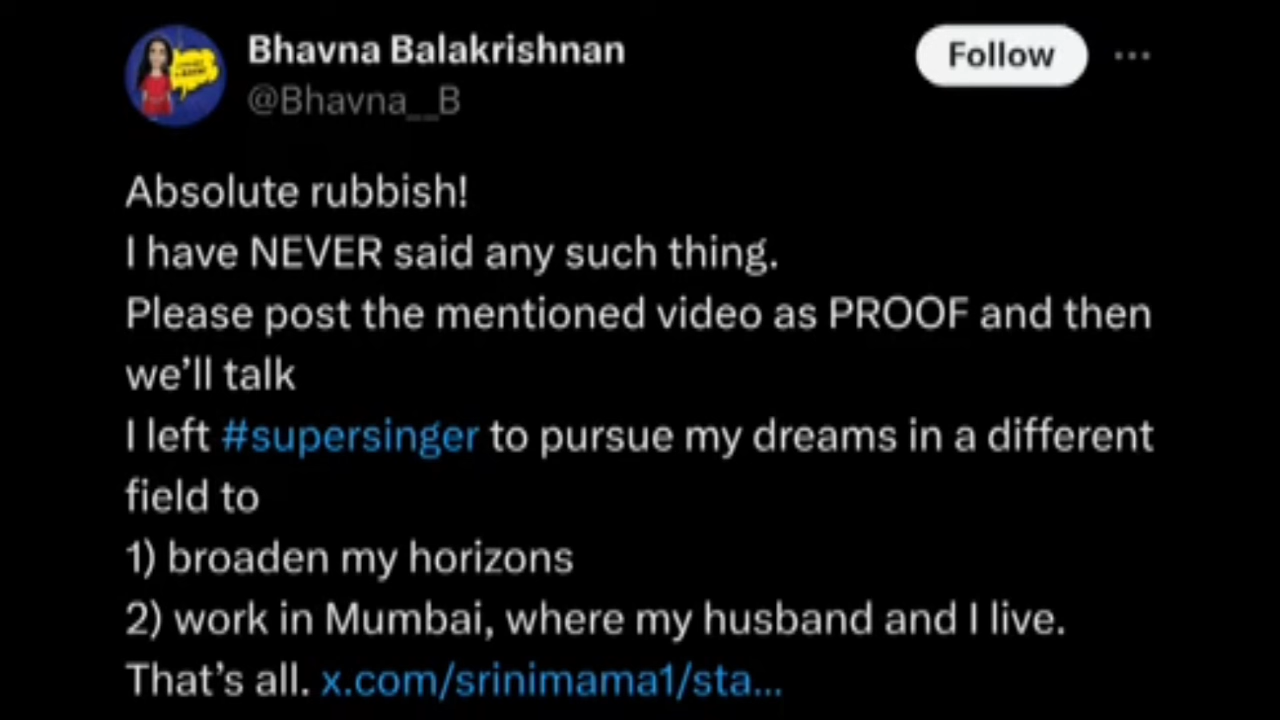 Bhavna Balakrishnan
Follow
@Bhavna__B
Absolute rubbish!
I have NEVER said any such thing.
Please post the mentioned video as PROOF and then
we'll talk
I left #supersinger to pursue my dreams in a different
field to
1) broaden my horizons
2) work in Mumbai, where my husband and I live.
That's all. x.com/srinimama1/sta...